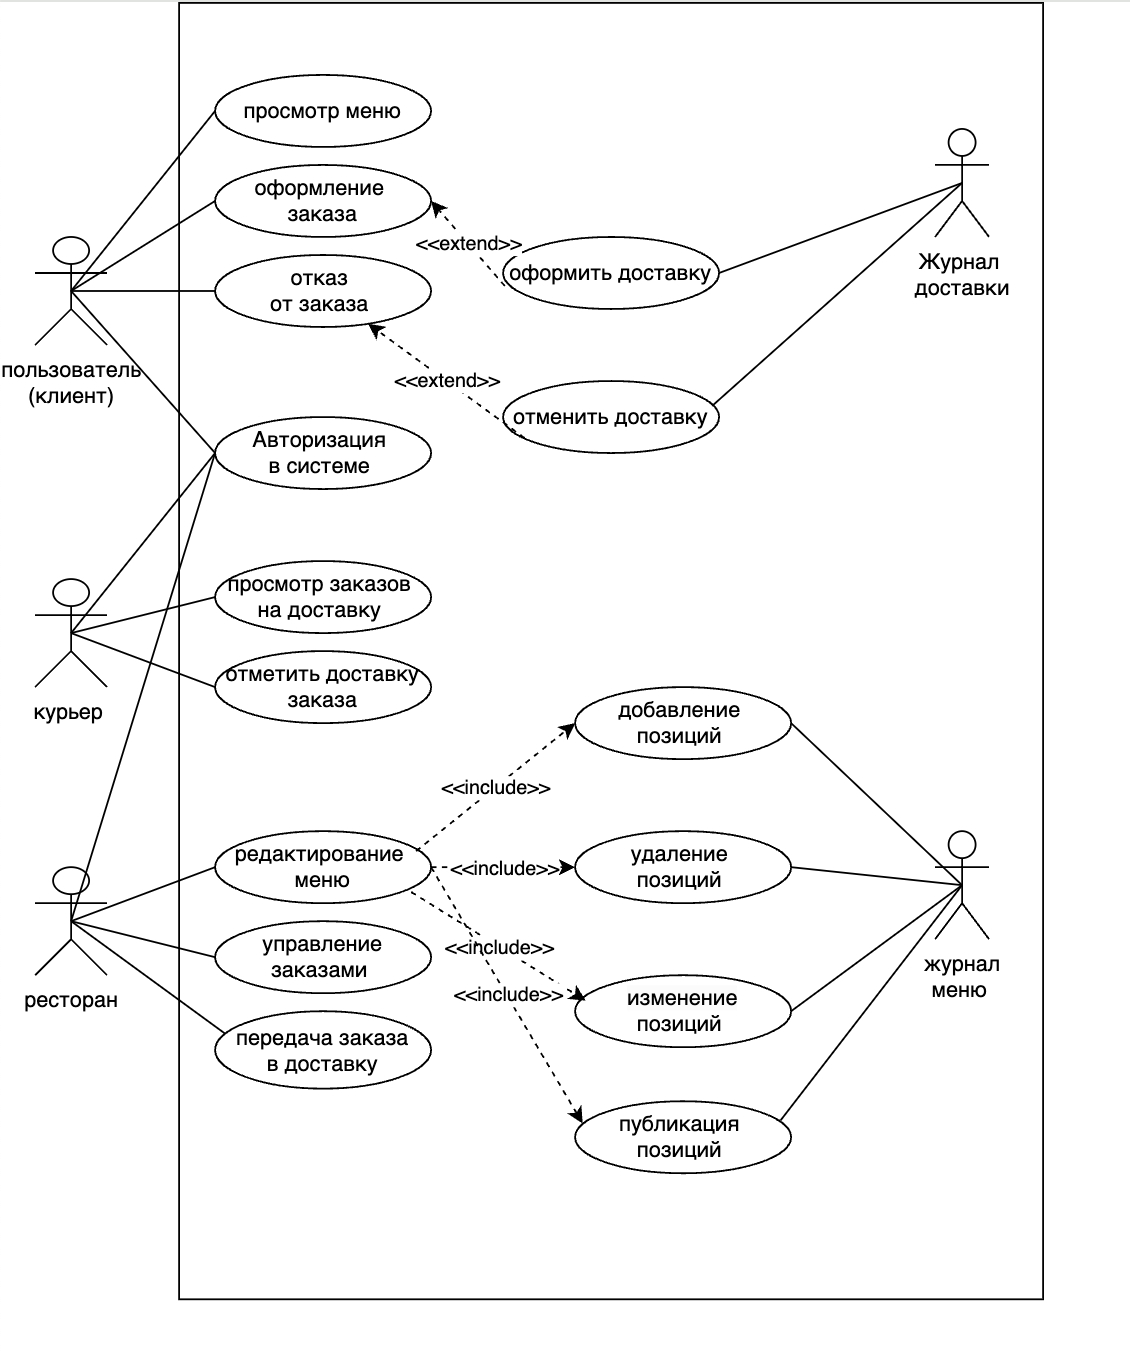 просмотр меню
оформление
заказа
<<extend>>
отказ
от заказа
оформить доставку
Журнал
доставки
пользователь
(клиент)
<<extend>>
отменить доставку
Авторизация
в системе
просмотр заказов
на доставку
отметить доставку
заказа
курьер
добавление
позиций
<<include>>
редактирование
меню
<<include>>
удаление
позиций
управление
заказами
<<include>>
журнал
меню
ресторан
<<include>>
изменение
позиций
передача заказа
в доставку
публикация
позиций